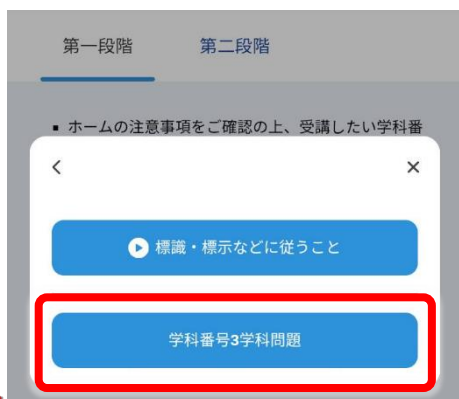 第一段階 第二段階
▪ ホームの注意事項をご確認の上、受講したい学科番
標識・標示などに従うこと
学科番号3学科問題